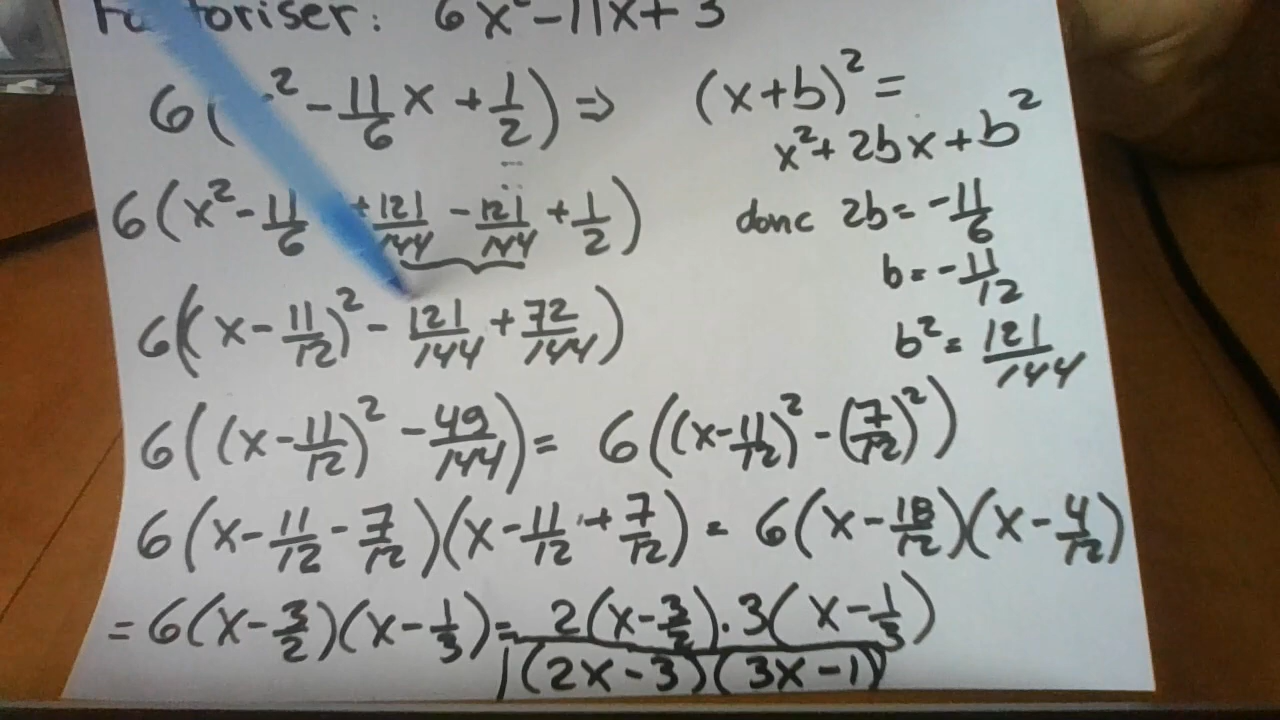 Factoriser: 6x²-11x+3
6( ² - 11/6 x + 1/2) ⇒
6(x² - 11/6 + 121/144 - 121/144 + 1/2)
6((x - 11/12)² - 121/144 + 72/144)
6((x - 11/12)² - 49/144) = 6((x - 11/12)² - (7/12)²)
6(x - 11/12 - 7/12)(x - 11/12 + 7/12) = 6(x - 18/12)(x - 4/12)
= 6(x - 3/2)(x - 1/3) = 2(x - 3/2)·3(x - 1/3)
(2x-3)(3x-1)
(x+b)² =
x² + 2bx + b²
donc 2b = -11/6
b = -11/12
b² = 121/144